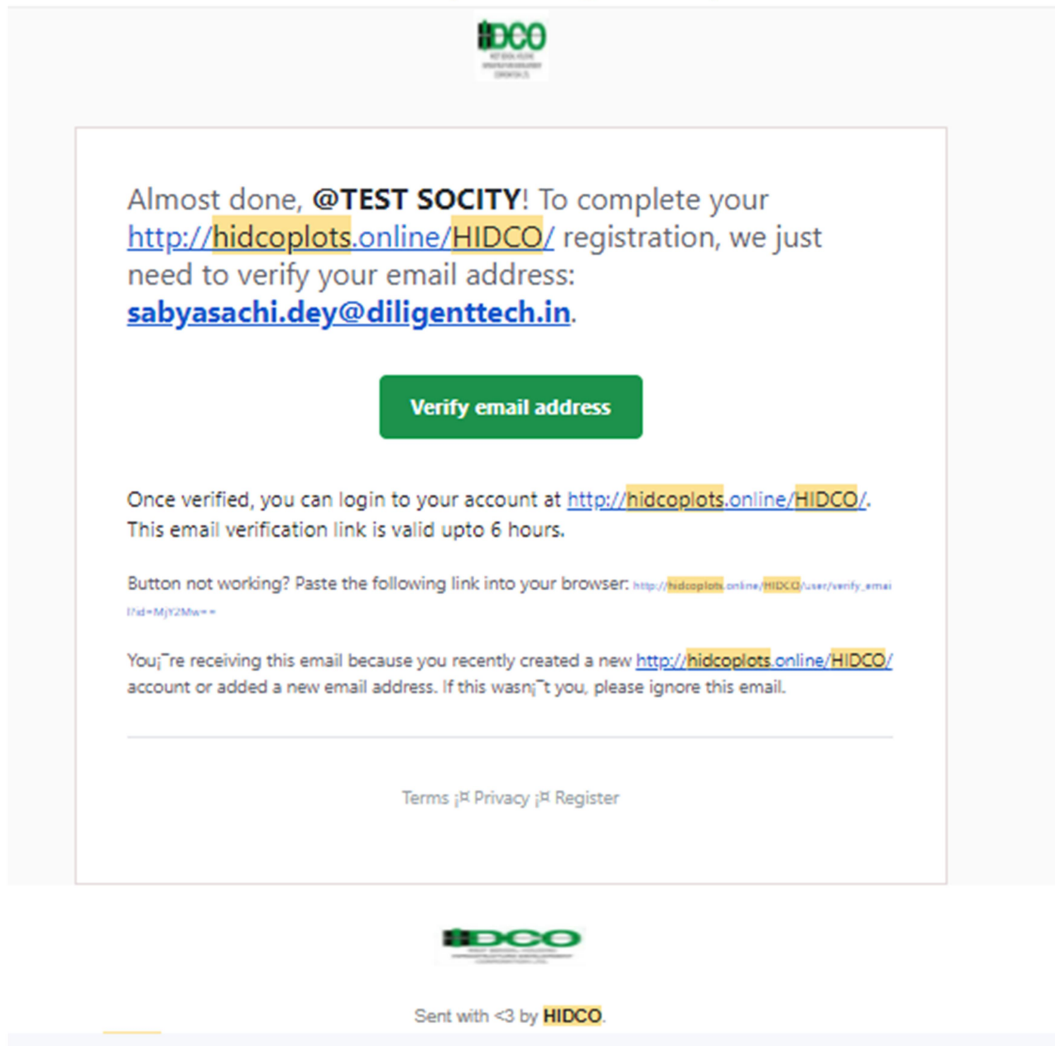 HIDCO
Almost done, @TEST SOCITY! To complete your
http://hidcoplots.online/HIDCO/ registration, we just
need to verify your email address:
sabyasachi.dey@diligenttech.in.
Verify email address
Once verified, you can login to your account at http://hidcoplots.online/HIDCO/.
This email verification link is valid upto 6 hours.
Button not working? Paste the following link into your browser: http://hidcoplots.online/HIDCO/user/verify_emai
l?id=MjY2Mw==
You¡¯re receiving this email because you recently created a new http://hidcoplots.online/HIDCO/
account or added a new email address. If this wasn¡¯t you, please ignore this email.
Terms ¡¤ Privacy ¡¤ Register
HIDCO
Sent with <3 by HIDCO.